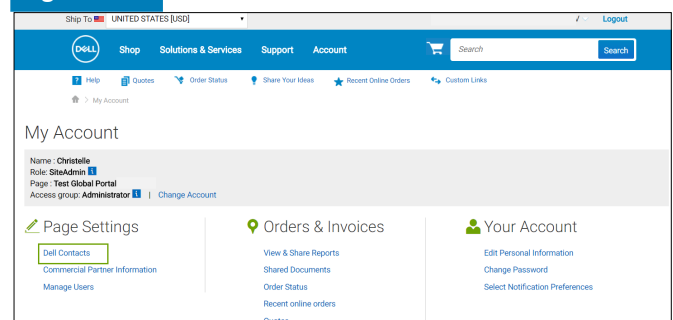 Ship To UNITED STATES [USD]
Logout
DELL Shop Solutions & Services Support Account Search Search
? Help Quotes Order Status Share Your Ideas Recent Online Orders Custom Links
> My Account
My Account
Name : Christelle
Role: SiteAdmin i
Page : Test Global Portal
Access group: Administrator i | Change Account
Page Settings
Dell Contacts
Commercial Partner Information
Manage Users
Orders & Invoices
View & Share Reports
Shared Documents
Order Status
Recent online orders
Quotes
Your Account
Edit Personal Information
Change Password
Select Notification Preferences